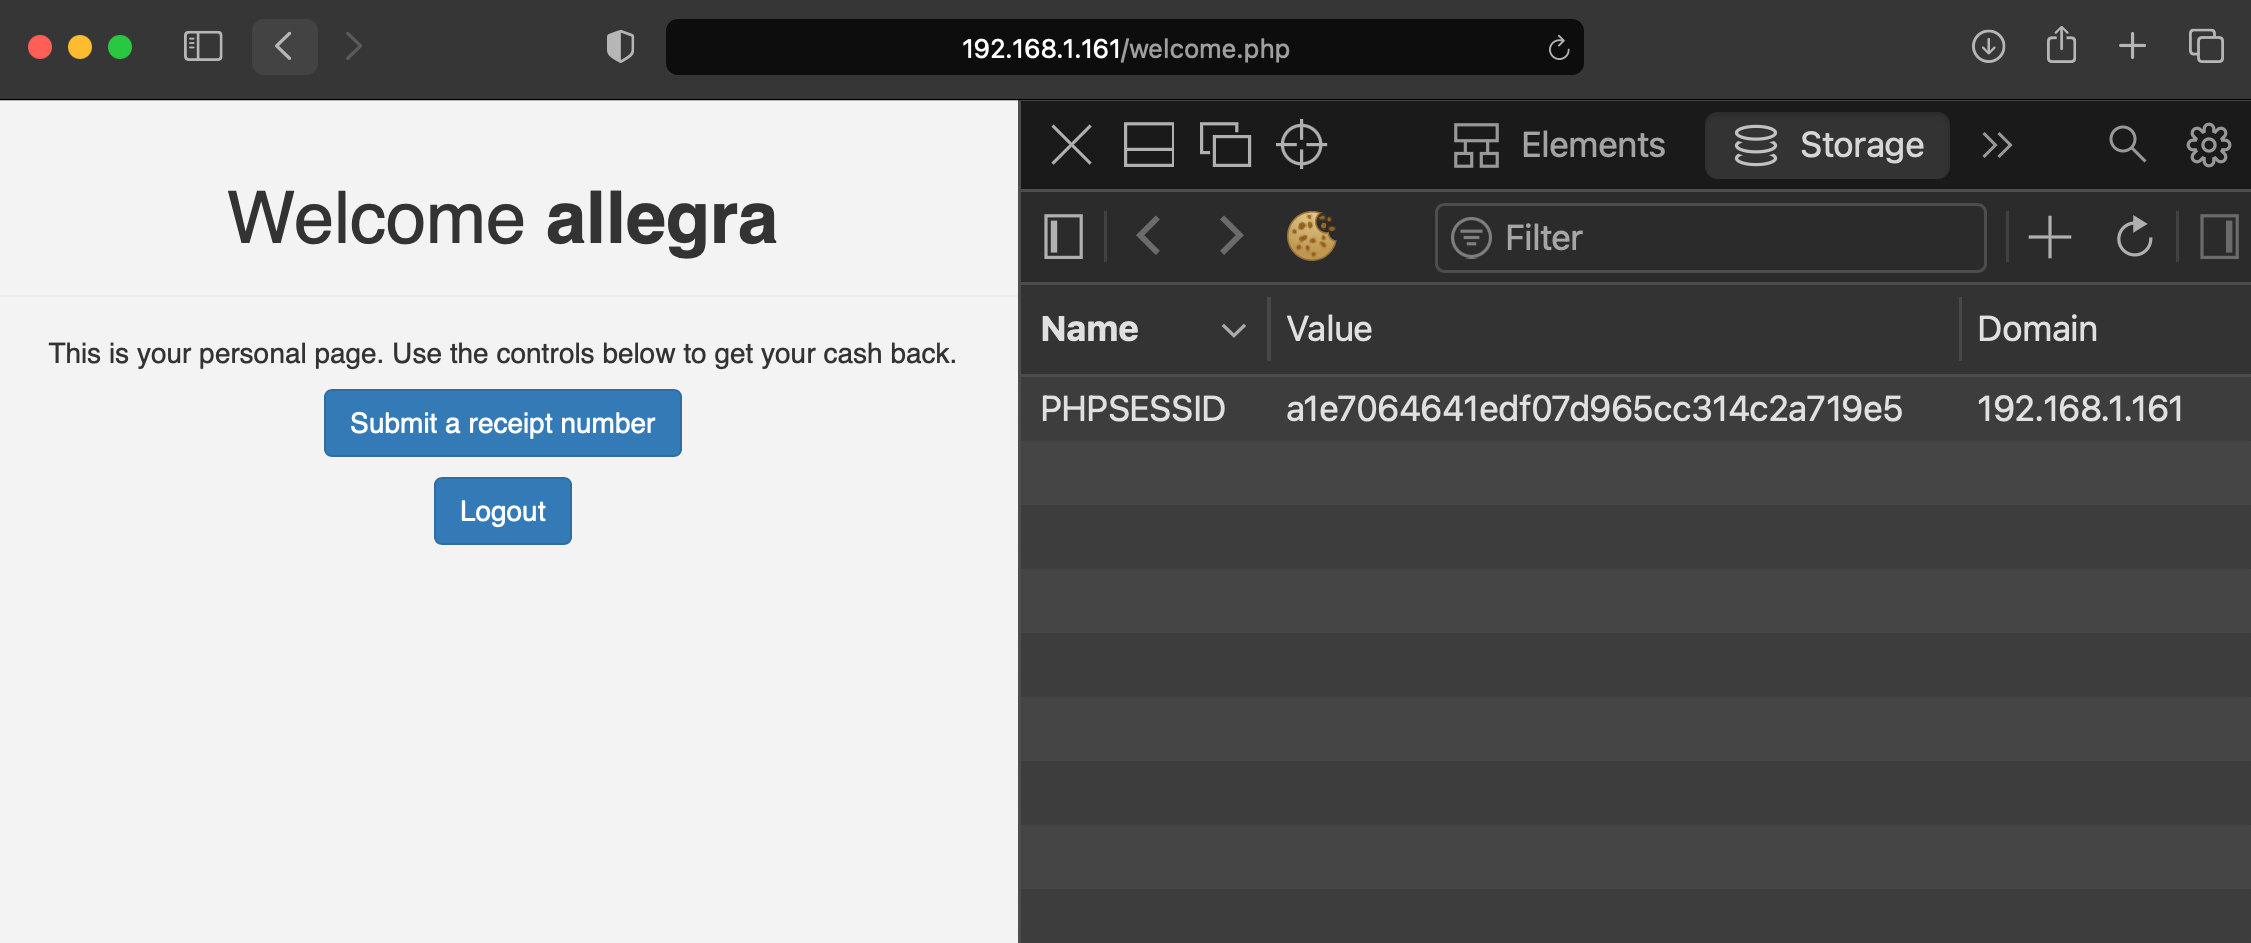 192.168.1.161/welcome.php
Welcome allegra
This is your personal page. Use the controls below to get your cash back.
Submit a receipt number
Logout
Elements
Storage
Filter
Name Value Domain
PHPSESSID a1e7064641edf07d965cc314c2a719e5 192.168.1.161